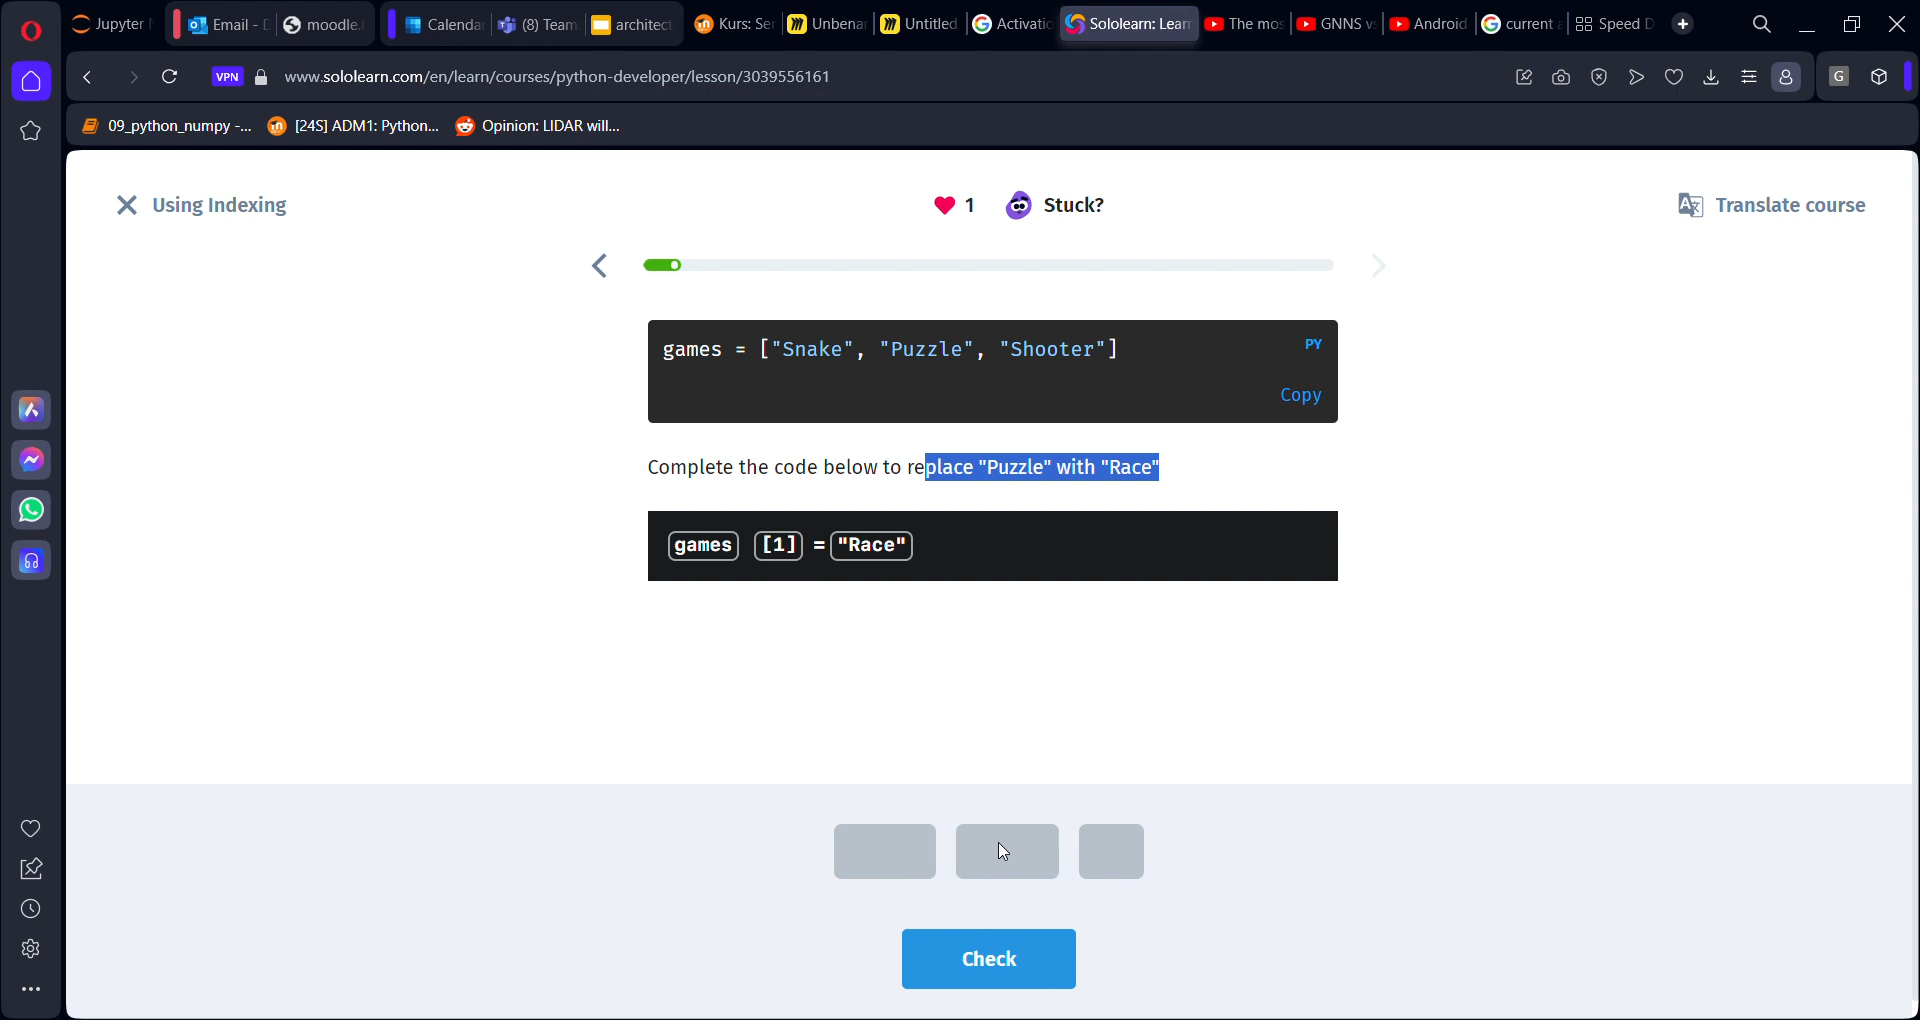 Jupyter
Email -
moodle.
Calenda
(8) Team
architect
Kurs: Ser
Unbena
Untitled
Activatio
Sololearn: Learn
The mos
GNNS v
Android
current
Speed D
VPN
www.sololearn.com/en/learn/courses/python-developer/lesson/3039556161
G
09_python_numpy -...
[24S] ADM1: Python...
Opinion: LIDAR will...
Using Indexing
1
Stuck?
Translate course
games = ["Snake", "Puzzle", "Shooter"]
PY
Copy
Complete the code below to replace "Puzzle" with "Race"
games [1] = "Race"
Check